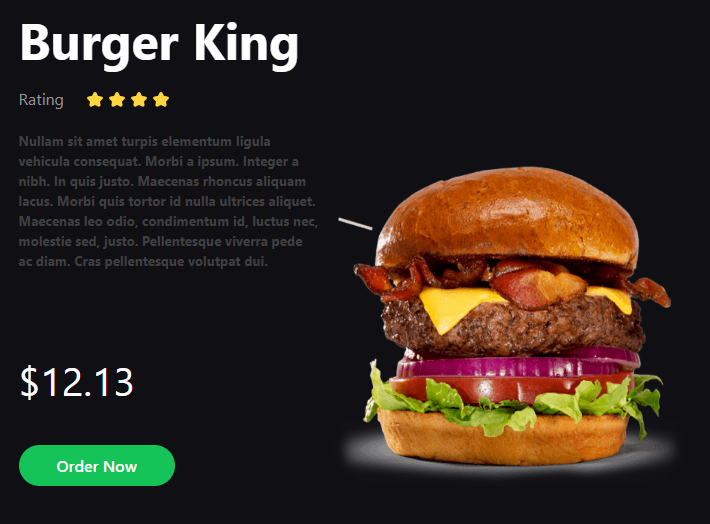 Burger King
Rating
Nullam sit amet turpis elementum ligula
vehicula consequat. Morbi a ipsum. Integer a
nibh. In quis justo. Maecenas rhoncus aliquam
lacus. Morbi quis tortor id nulla ultrices aliquet.
Maecenas leo odio, condimentum id, luctus nec,
molestie sed, justo. Pellentesque viverra pede
ac diam. Cras pellentesque volutpat dui.
$12.13
Order Now